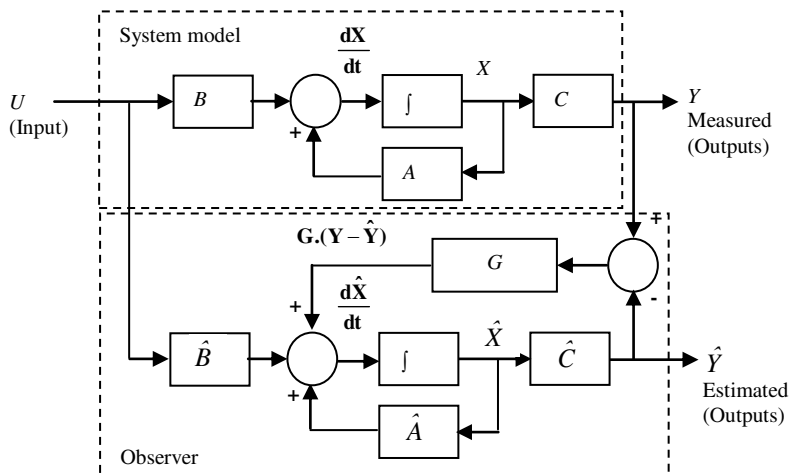 System model
dX
dt
U
(Input)
B
∫
X
C
Y
Measured
(Outputs)
+
A
G.(Y – Ŷ)
+
G
-
+
dX̂
dt
B̂
∫
X̂
Ĉ
Ŷ
Estimated
(Outputs)
+
Â
Observer